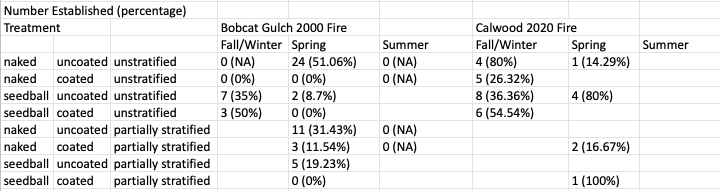 Number Established (percentage)
Treatment Bobcat Gulch 2000 Fire Calwood 2020 Fire
Fall/Winter Spring Summer Fall/Winter Spring Summer
naked uncoated unstratified 0 (NA) 24 (51.06%) 0 (NA) 4 (80%) 1 (14.29%)
naked coated unstratified 0 (0%) 0 (0%) 0 (NA) 5 (26.32%)
seedball uncoated unstratified 7 (35%) 2 (8.7%) 8 (36.36%) 4 (80%)
seedball coated unstratified 3 (50%) 0 (0%) 6 (54.54%)
naked uncoated partially stratified 11 (31.43%) 0 (NA)
naked coated partially stratified 3 (11.54%) 0 (NA) 2 (16.67%)
seedball uncoated partially stratified 5 (19.23%)
seedball coated partially stratified 0 (0%) 1 (100%)